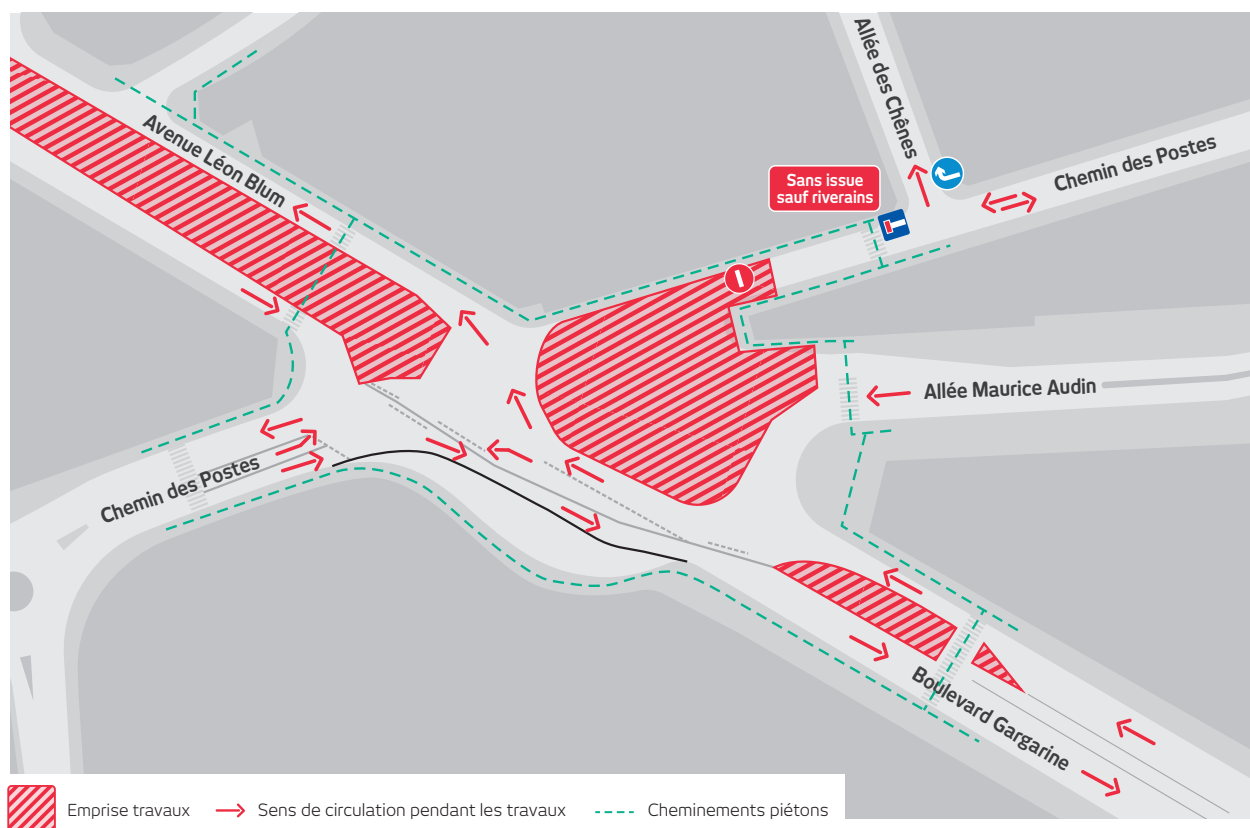 Allée des Chênes
Avenue Léon Blum
Chemin des Postes
Sans issue
sauf riverains
Allée Maurice Audin
Chemin des Postes
Boulevard Gargarine
Emprise travaux
Sens de circulation pendant les travaux
Cheminements piétons